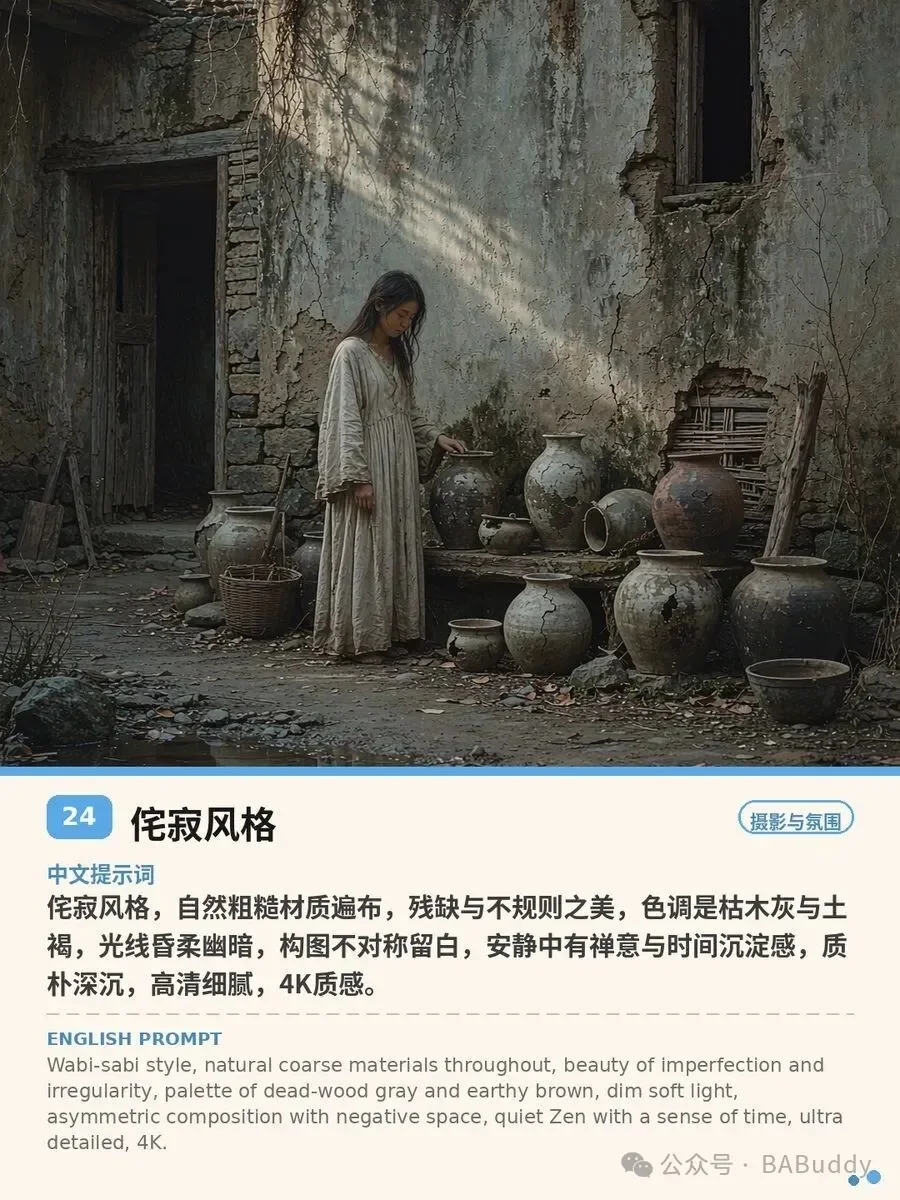 24
侘寂风格
摄影与氛围
中文提示词
侘寂风格，自然粗糙材质遍布，残缺与不规则之美，色调是枯木灰与土
褐，光线昏柔幽暗，构图不对称留白，安静中有禅意与时间沉淀感，质
朴深沉，高清细腻，4K质感。
ENGLISH PROMPT
Wabi-sabi style, natural coarse materials throughout, beauty of imperfection and
irregularity, palette of dead-wood gray and earthy brown, dim soft light,
asymmetric composition with negative space, quiet Zen with a sense of time, ultra
detailed, 4K.
公众号 · BABuddy